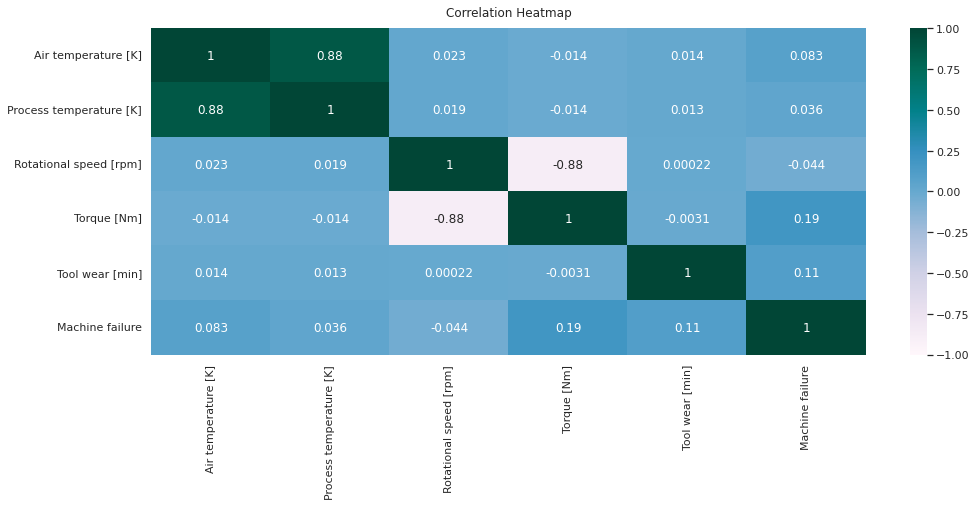 Correlation Heatmap
Air temperature [K] 1 0.88 0.023 -0.014 0.014 0.083
Process temperature [K] 0.88 1 0.019 -0.014 0.013 0.036
Rotational speed [rpm] 0.023 0.019 1 -0.88 0.00022 -0.044
Torque [Nm] -0.014 -0.014 -0.88 1 -0.0031 0.19
Tool wear [min] 0.014 0.013 0.00022 -0.0031 1 0.11
Machine failure 0.083 0.036 -0.044 0.19 0.11 1
Air temperature [K]
Process temperature [K]
Rotational speed [rpm]
Torque [Nm]
Tool wear [min]
Machine failure
1.00
0.75
0.50
0.25
0.00
−0.25
−0.50
−0.75
−1.00